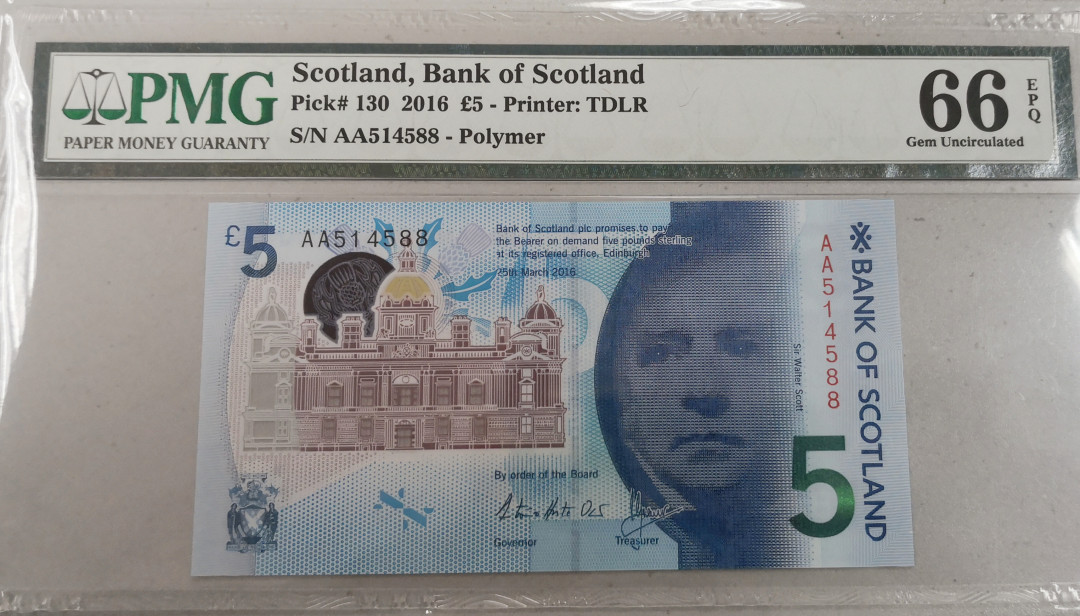 PMG
PAPER MONEY GUARANTY
Scotland, Bank of Scotland
Pick# 130 2016 £5 - Printer: TDLR
S/N AA514588 - Polymer
66
EPQ
Gem Uncirculated
£5
AA514588
Bank of Scotland plc promises to pay
the Bearer on demand five pounds sterling
at its registered office, Edinburgh
25th March 2016
By order of the Board
Governor
Treasurer
Sir Walter Scott
AA514588
BANK OF SCOTLAND
5